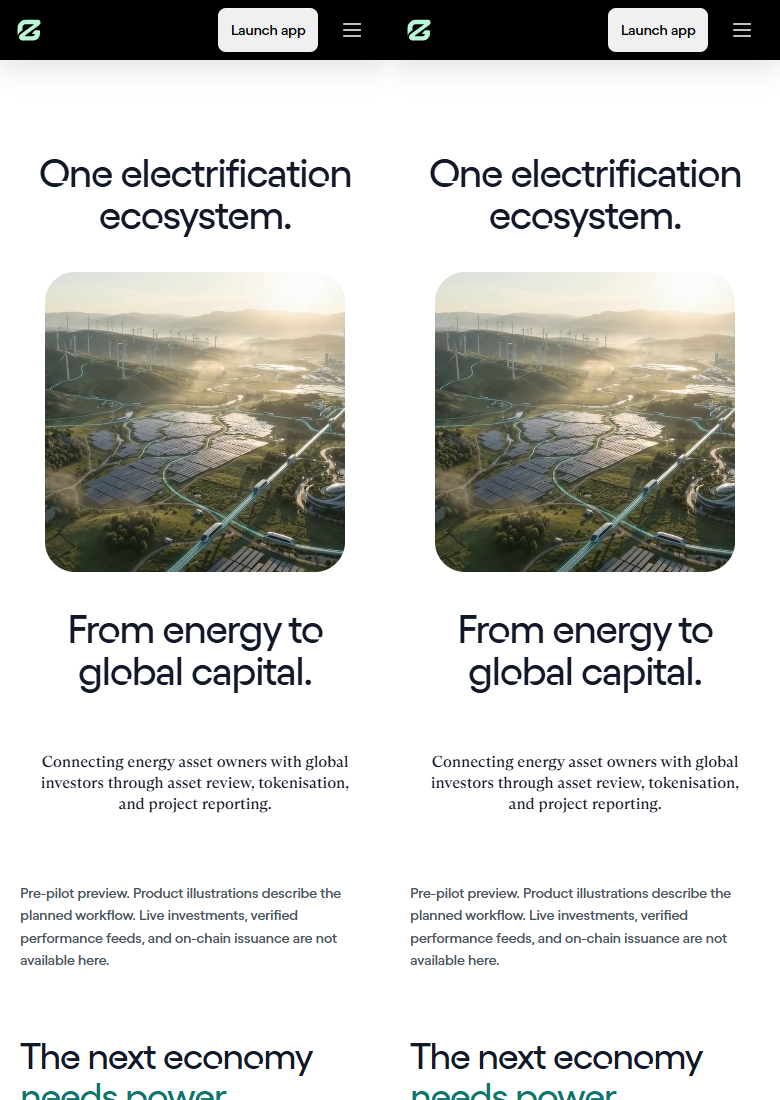 Launch app
One electrification
ecosystem.
From energy to
global capital.
Connecting energy asset owners with global
investors through asset review, tokenisation,
and project reporting.
Pre-pilot preview. Product illustrations describe the
planned workflow. Live investments, verified
performance feeds, and on-chain issuance are not
available here.
The next economy
needs power
Launch app
One electrification
ecosystem.
From energy to
global capital.
Connecting energy asset owners with global
investors through asset review, tokenisation,
and project reporting.
Pre-pilot preview. Product illustrations describe the
planned workflow. Live investments, verified
performance feeds, and on-chain issuance are not
available here.
The next economy
needs power